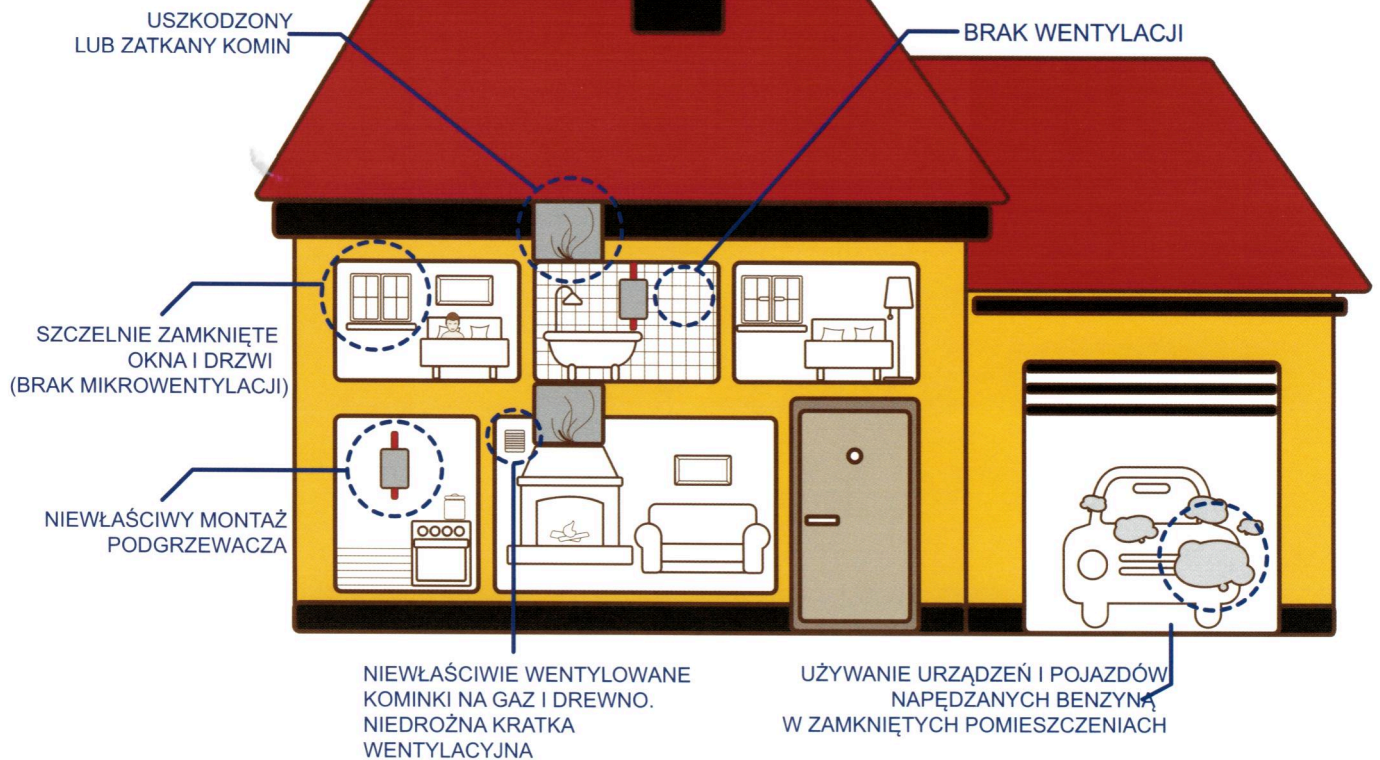 USZKODZONY
LUB ZATKANY KOMIN
BRAK WENTYLACJI
SZCZELNIE ZAMKNIĘTE
OKNA I DRZWI
(BRAK MIKROWENTYLACJI)
NIEWŁAŚCIWY MONTAŻ
PODGRZEWACZA
NIEWŁAŚCIWIE WENTYLOWANE
KOMINKI NA GAZ I DREWNO.
NIEDROŻNA KRATKA
WENTYLACYJNA
UŻYWANIE URZĄDZEŃ I POJAZDÓW
NAPĘDZANYCH BENZYNĄ
W ZAMKNIĘTYCH POMIESZCZENIACH